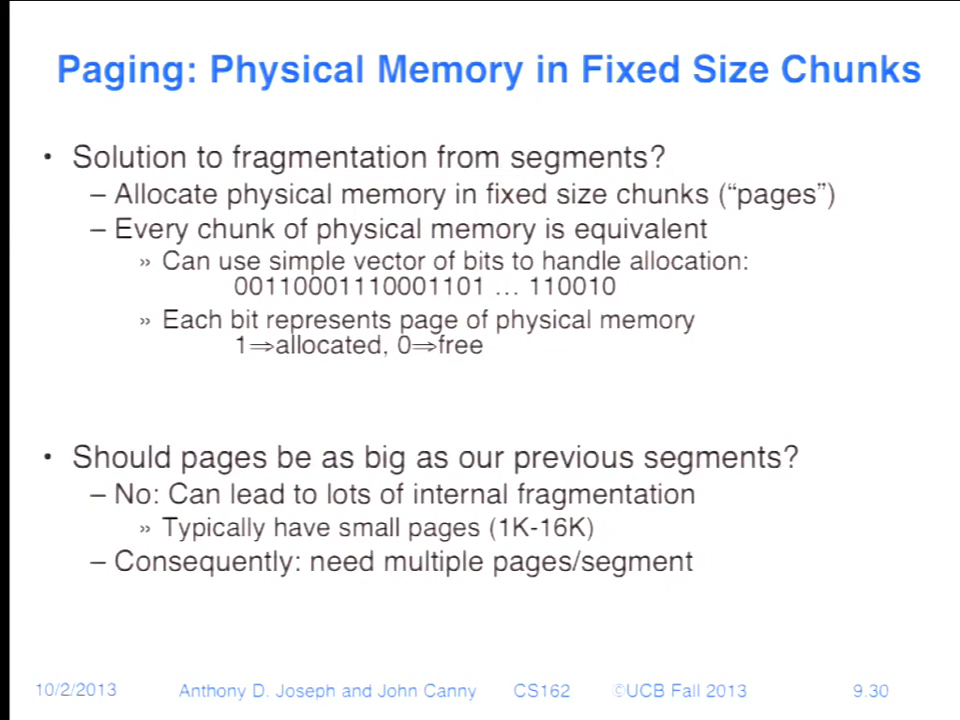 Paging: Physical Memory in Fixed Size Chunks
• Solution to fragmentation from segments?
– Allocate physical memory in fixed size chunks (“pages”)
– Every chunk of physical memory is equivalent
» Can use simple vector of bits to handle allocation:
00110001110001101 … 110010
» Each bit represents page of physical memory
1⇒allocated, 0⇒free
• Should pages be as big as our previous segments?
– No: Can lead to lots of internal fragmentation
» Typically have small pages (1K-16K)
– Consequently: need multiple pages/segment
10/2/2013 Anthony D. Joseph and John Canny CS162 ©UCB Fall 2013 9.30